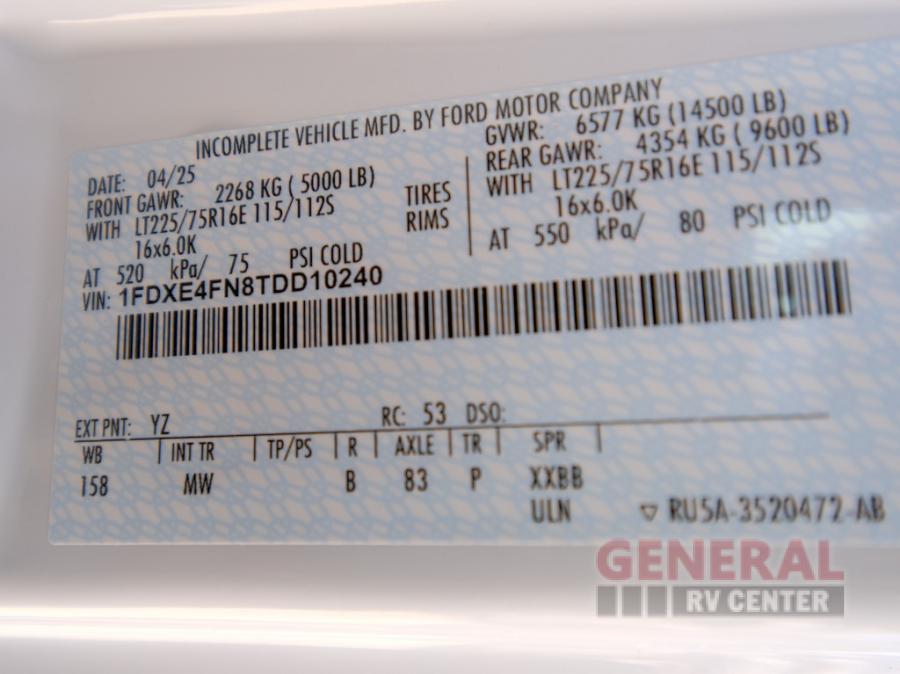 INCOMPLETE VEHICLE MFD. BY FORD MOTOR COMPANY
DATE: 04/25
FRONT GAWR: 2268 KG ( 5000 LB)
WITH LT225/75R16E 115/112S
16x6.0K
AT 520 kPa/ 75 PSI COLD
TIRES
RIMS
GVWR: 6577 KG (14500 LB)
REAR GAWR: 4354 KG ( 9600 LB)
WITH LT225/75R16E 115/112S
16x6.0K
AT 550 kPa/ 80 PSI COLD
VIN: 1FDXE4FN8TDD10240
EXT PNT: YZ RC: 53 DSO:
WB INT TR TP/PS R AXLE TR SPR
158 MW B 83 P XXBB
ULN ▽ RU5A-3520472-AB
GENERAL
RV CENTER